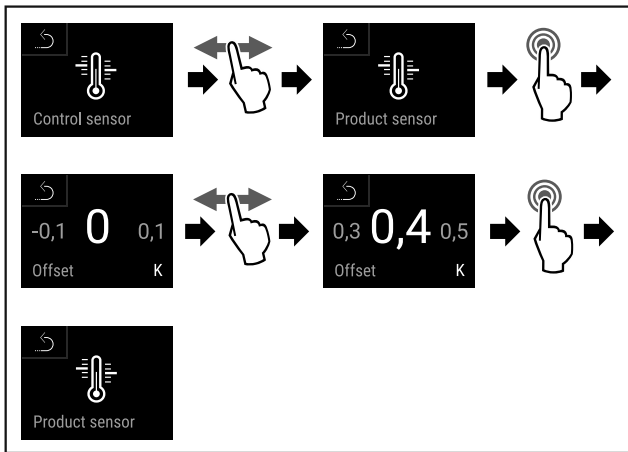 Control sensor
Product sensor
-0,1 0 0,1
Offset K
0,3 0,4 0,5
Offset K
Product sensor